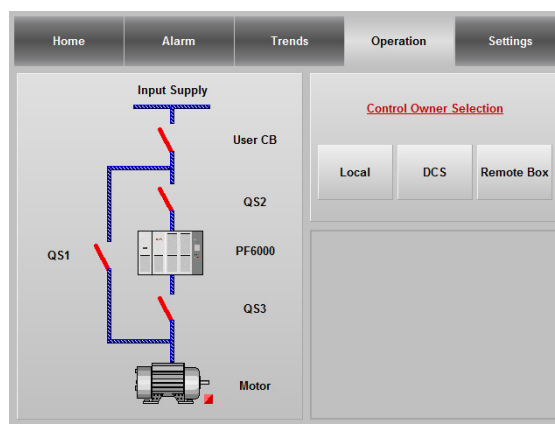 Home
Alarm
Trends
Operation
Settings
Input Supply
User CB
QS2
QS1
PF6000
QS3
Motor
Control Owner Selection
Local
DCS
Remote Box